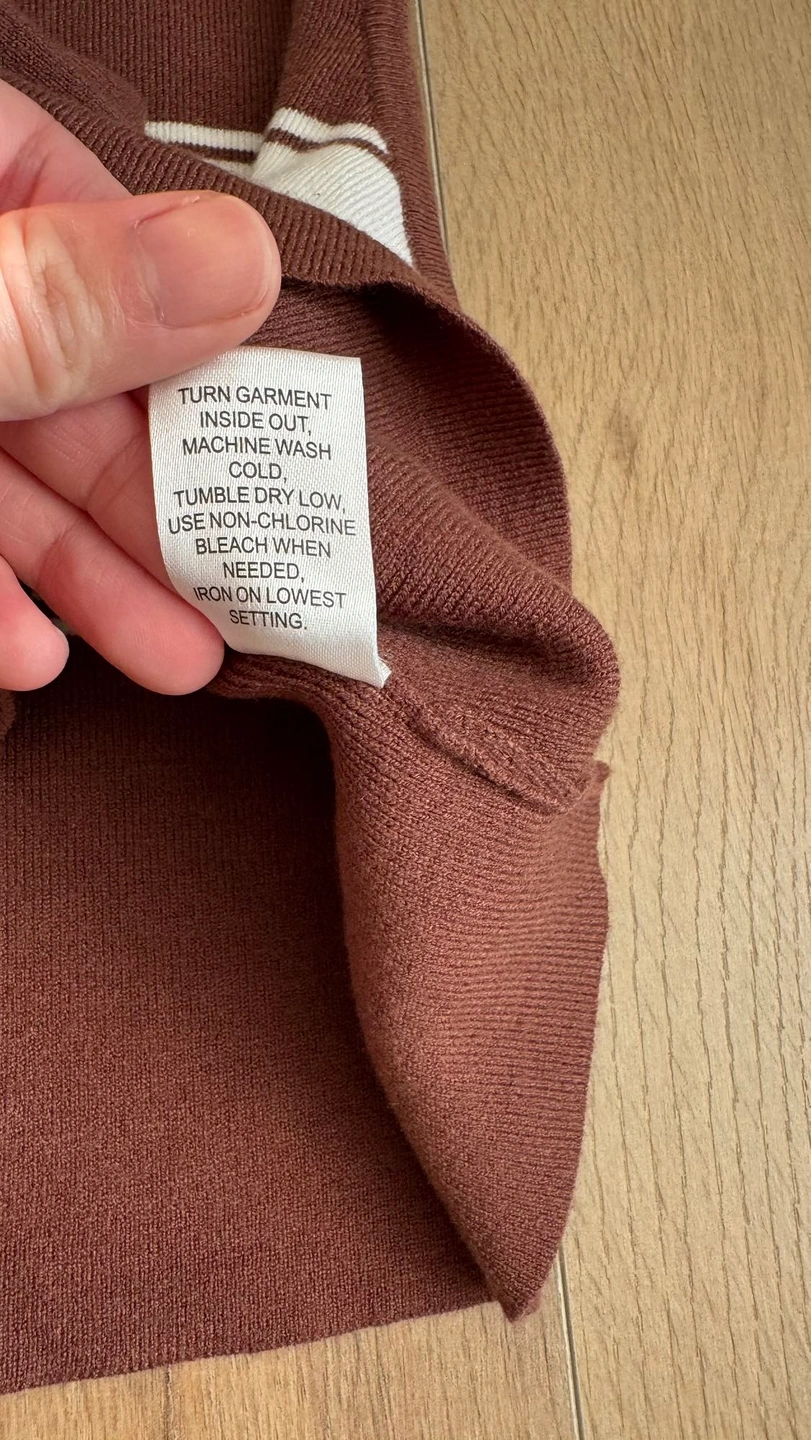 TURN GARMENT
INSIDE OUT,
MACHINE WASH
COLD,
TUMBLE DRY LOW,
USE NON-CHLORINE
BLEACH WHEN
NEEDED,
IRON ON LOWEST
SETTING.